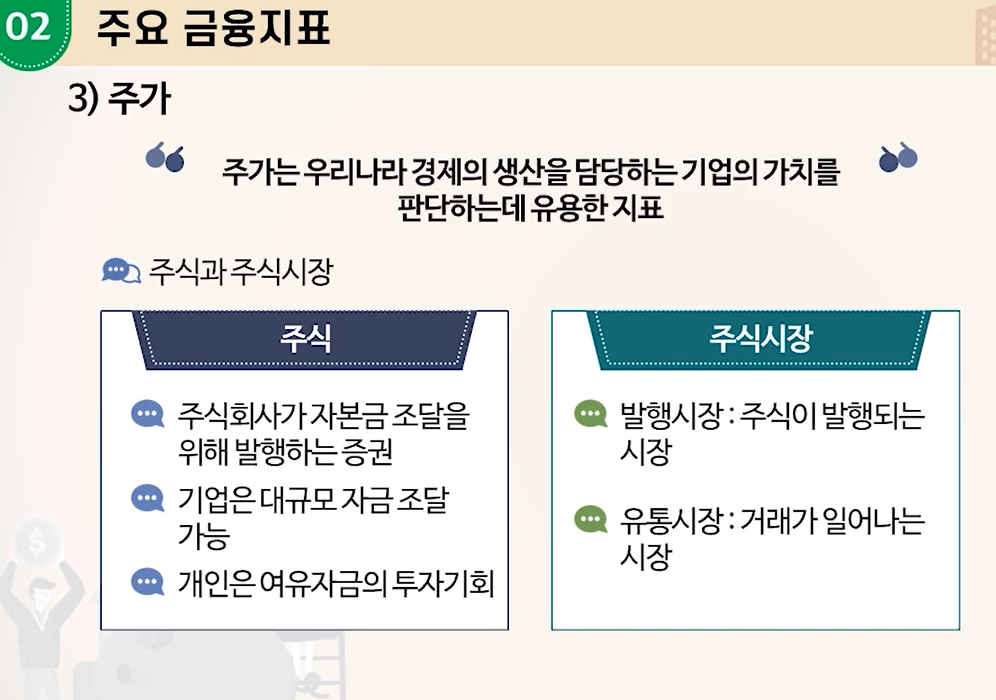 02
주요 금융지표
3) 주가
주가는 우리나라 경제의 생산을 담당하는 기업의 가치를
판단하는데 유용한 지표
주식과 주식시장
주식
주식회사가 자본금 조달을
위해 발행하는 증권
기업은 대규모 자금 조달
가능
개인은 여유자금의 투자기회
주식시장
발행시장 : 주식이 발행되는
시장
유통시장 : 거래가 일어나는
시장
$